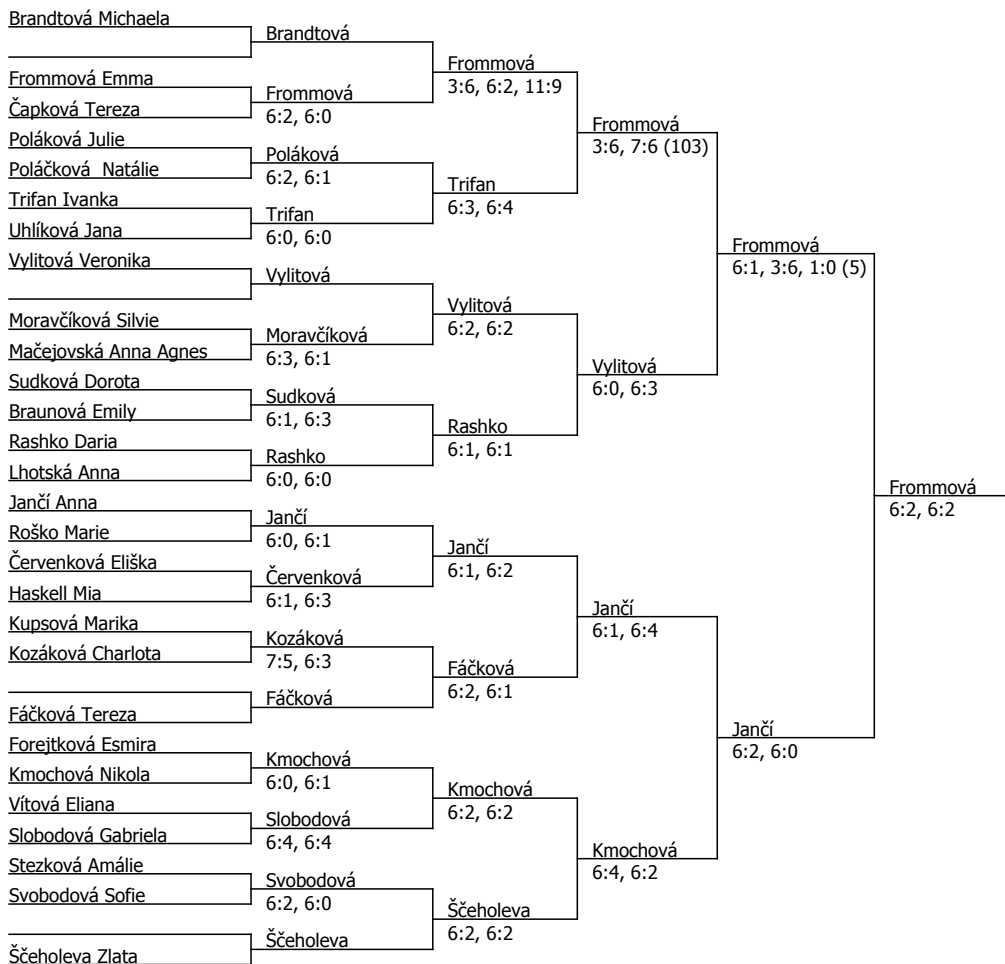 Brandtová Michaela
Frommová Emma
Čapková Tereza
Poláková Julie
Poláčková  Natálie
Trifan Ivanka
Uhlíková Jana
Vylitová Veronika
Moravčíková Silvie
Mačejovská Anna Agnes
Sudková Dorota
Braunová Emily
Rashko Daria
Lhotská Anna
Jančí Anna
Roško Marie
Červenková Eliška
Haskell Mia
Kupsová Marika
Kozáková Charlota
Fáčková Tereza
Forejtková Esmira
Kmochová Nikola
Vítová Eliana
Slobodová Gabriela
Stezková Amálie
Svobodová Sofie
Ščeholeva Zlata
Brandtová
Frommová
6:2, 6:0
Poláková
6:2, 6:1
Trifan
6:0, 6:0
Vylitová
Moravčíková
6:3, 6:1
Sudková
6:1, 6:3
Rashko
6:0, 6:0
Jančí
6:0, 6:1
Červenková
6:1, 6:3
Kozáková
7:5, 6:3
Fáčková
Kmochová
6:0, 6:1
Slobodová
6:4, 6:4
Svobodová
6:2, 6:0
Ščeholeva
Frommová
3:6, 6:2, 11:9
Trifan
6:3, 6:4
Vylitová
6:2, 6:2
Rashko
6:1, 6:1
Jančí
6:1, 6:2
Fáčková
6:2, 6:1
Kmochová
6:2, 6:2
Ščeholeva
6:2, 6:2
Frommová
3:6, 7:6 (103)
Vylitová
6:0, 6:3
Jančí
6:1, 6:4
Kmochová
6:4, 6:2
Frommová
6:1, 3:6, 1:0 (5)
Jančí
6:2, 6:0
Frommová
6:2, 6:2